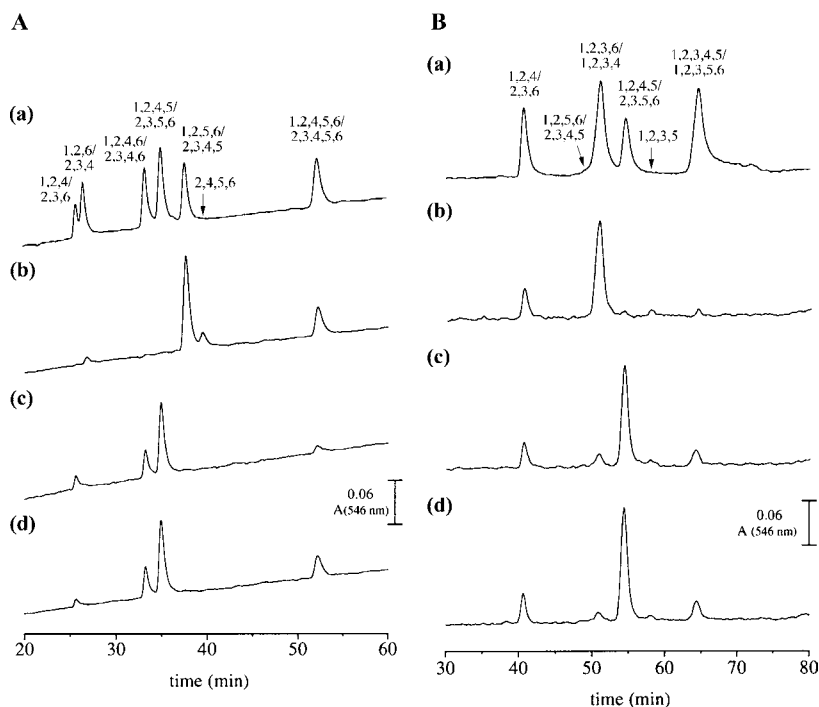 A
(a)
1,2,4/
2,3,6
1,2,6/
2,3,4
1,2,4,6/
2,3,4,6
1,2,4,5/
2,3,5,6
1,2,5,6/
2,3,4,5
2,4,5,6
1,2,4,5,6/
2,3,4,5,6
(b)
(c)
(d)
0.06
A(546 nm)
20 30 40 50 60
time (min)
B
(a)
1,2,4/
2,3,6
1,2,5,6/
2,3,4,5
1,2,3,6/
1,2,3,4
1,2,4,5/
2,3,5,6
1,2,3,5
1,2,3,4,5/
1,2,3,5,6
(b)
(c)
(d)
0.06
A (546 nm)
30 40 50 60 70 80
time (min)